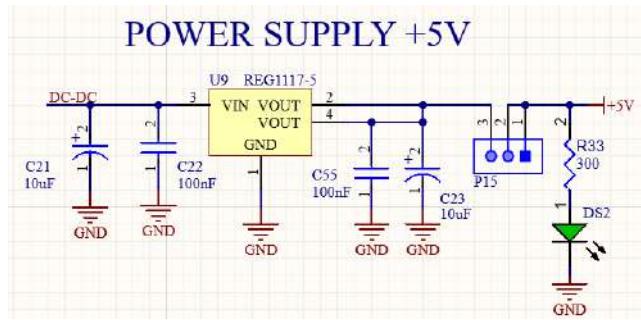 POWER SUPPLY +5V
U9 REG1117-5
DC-DC
3
VIN VOUT
2
VOUT
4
GND
1
+
2
C21
10uF
1
2
C22
100nF
1
2
C55
100nF
1
+
2
C23
10uF
1
3
2
1
P15
+5V
2
R33
300
1
DS2
GND
GND
GND
GND
GND
GND